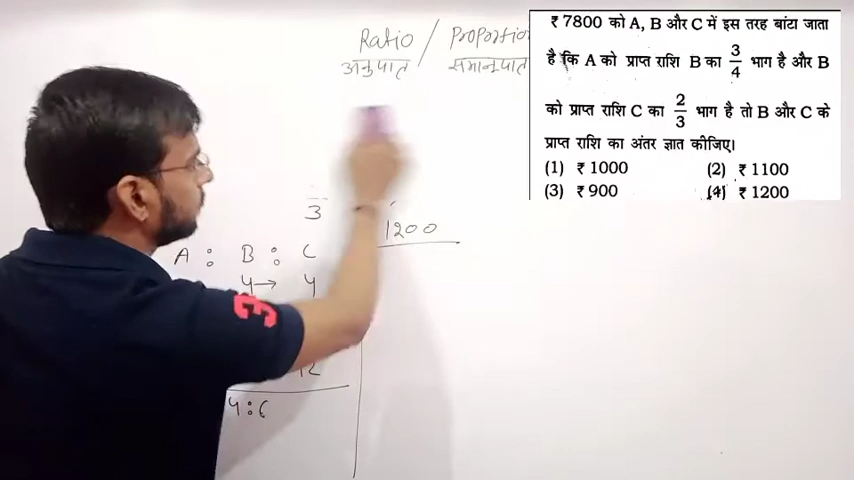 Ratio / Proportion
अनुपात समानुपात
₹ 7800 को A, B और C में इस तरह बांटा जाता
है कि A को प्राप्त राशि B का 3/4 भाग है और B
को प्राप्त राशि C का 2/3 भाग है तो B और C के
प्राप्त राशि का अंतर ज्ञात कीजिए।
(1) ₹ 1000 (2) ₹ 1100
(3) ₹ 900 (4) ₹ 1200
3
1200
A : B : C
4 → 4
12
4 : 6
3